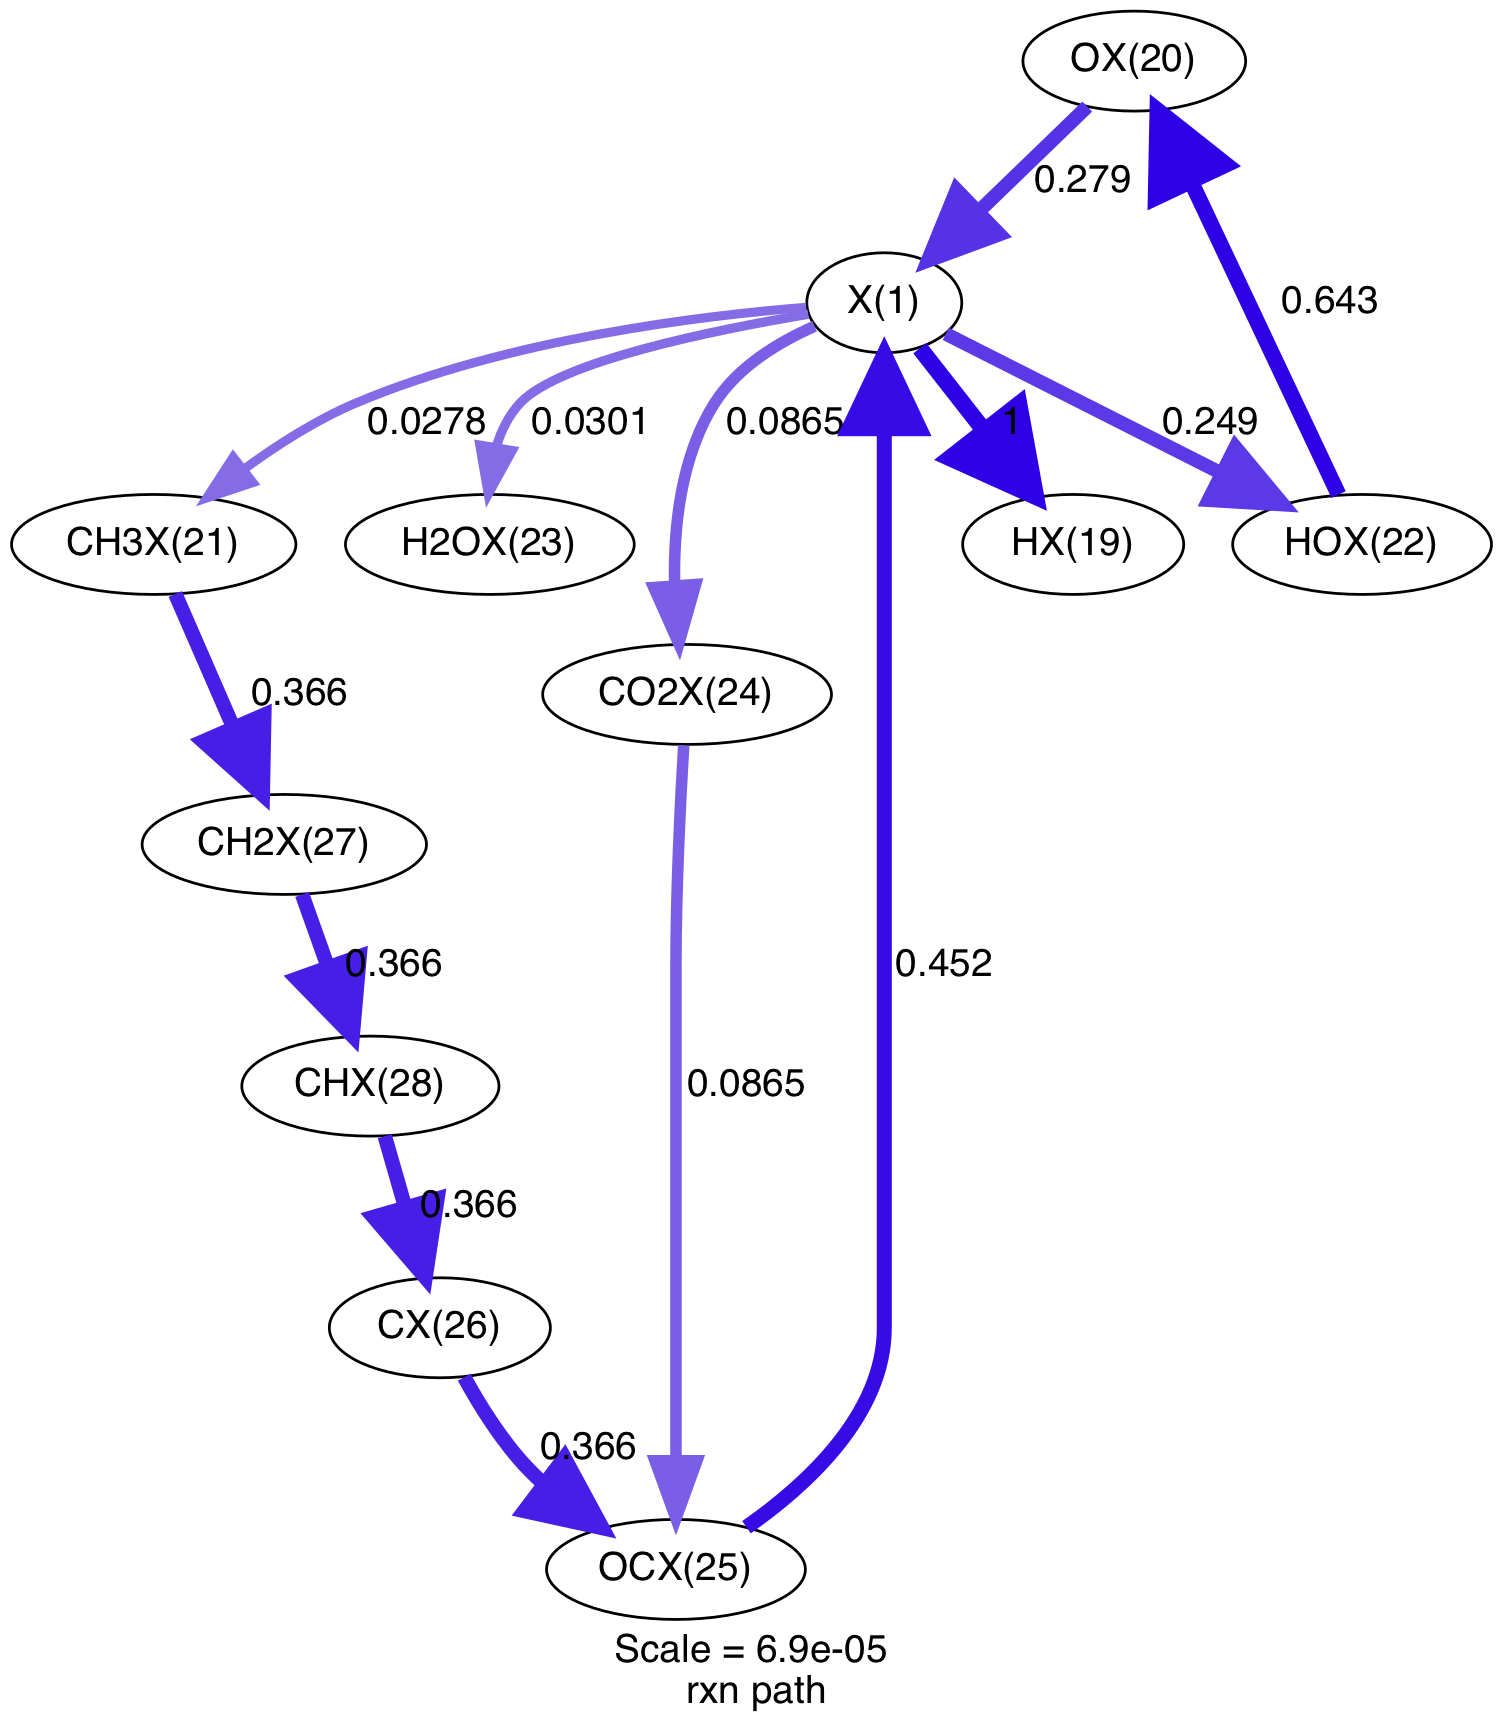 OX(20)
0.279
X(1)
0.643
0.0278
0.0301
0.0865
1
0.249
CH3X(21)
H2OX(23)
HX(19)
HOX(22)
0.366
CO2X(24)
CH2X(27)
0.366
0.452
CHX(28)
0.0865
0.366
CX(26)
0.366
OCX(25)
Scale = 6.9e-05
rxn path